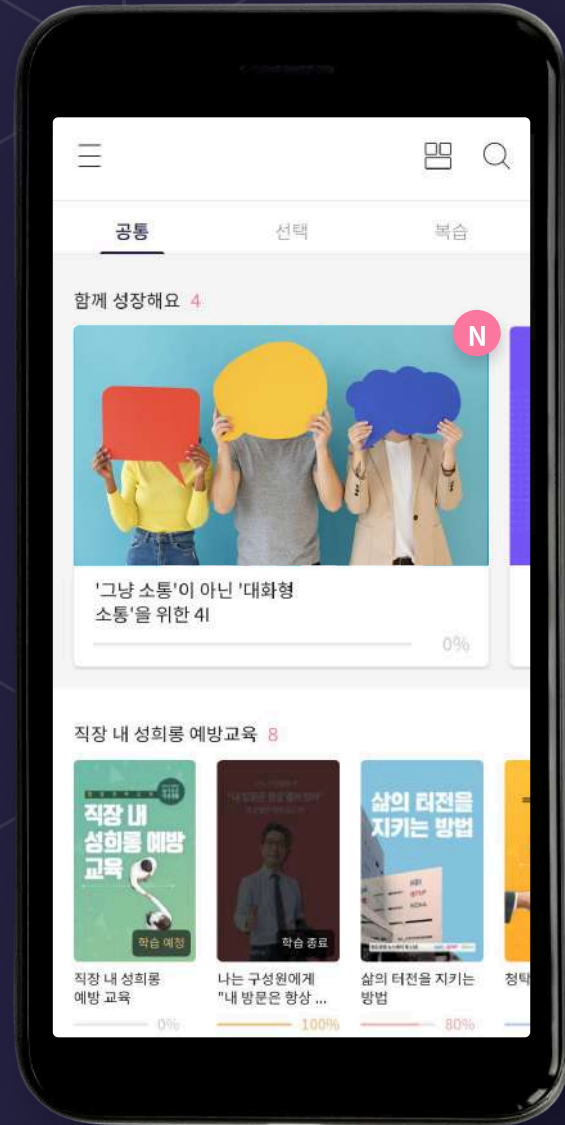 공통 선택 복습
함께 성장해요 4
N
'그냥 소통'이 아닌 '대화형
소통'을 위한 4I
0%
직장 내 성희롱 예방교육 8
직장 내
성희롱 예방
교육
학습 예정
학습 종료
삶의 터전을
지키는 방법
직장 내 성희롱
예방 교육
0%
나는 구성원에게
"내 방문은 항상 ...
100%
삶의 터전을 지키는
방법
80%
청탁